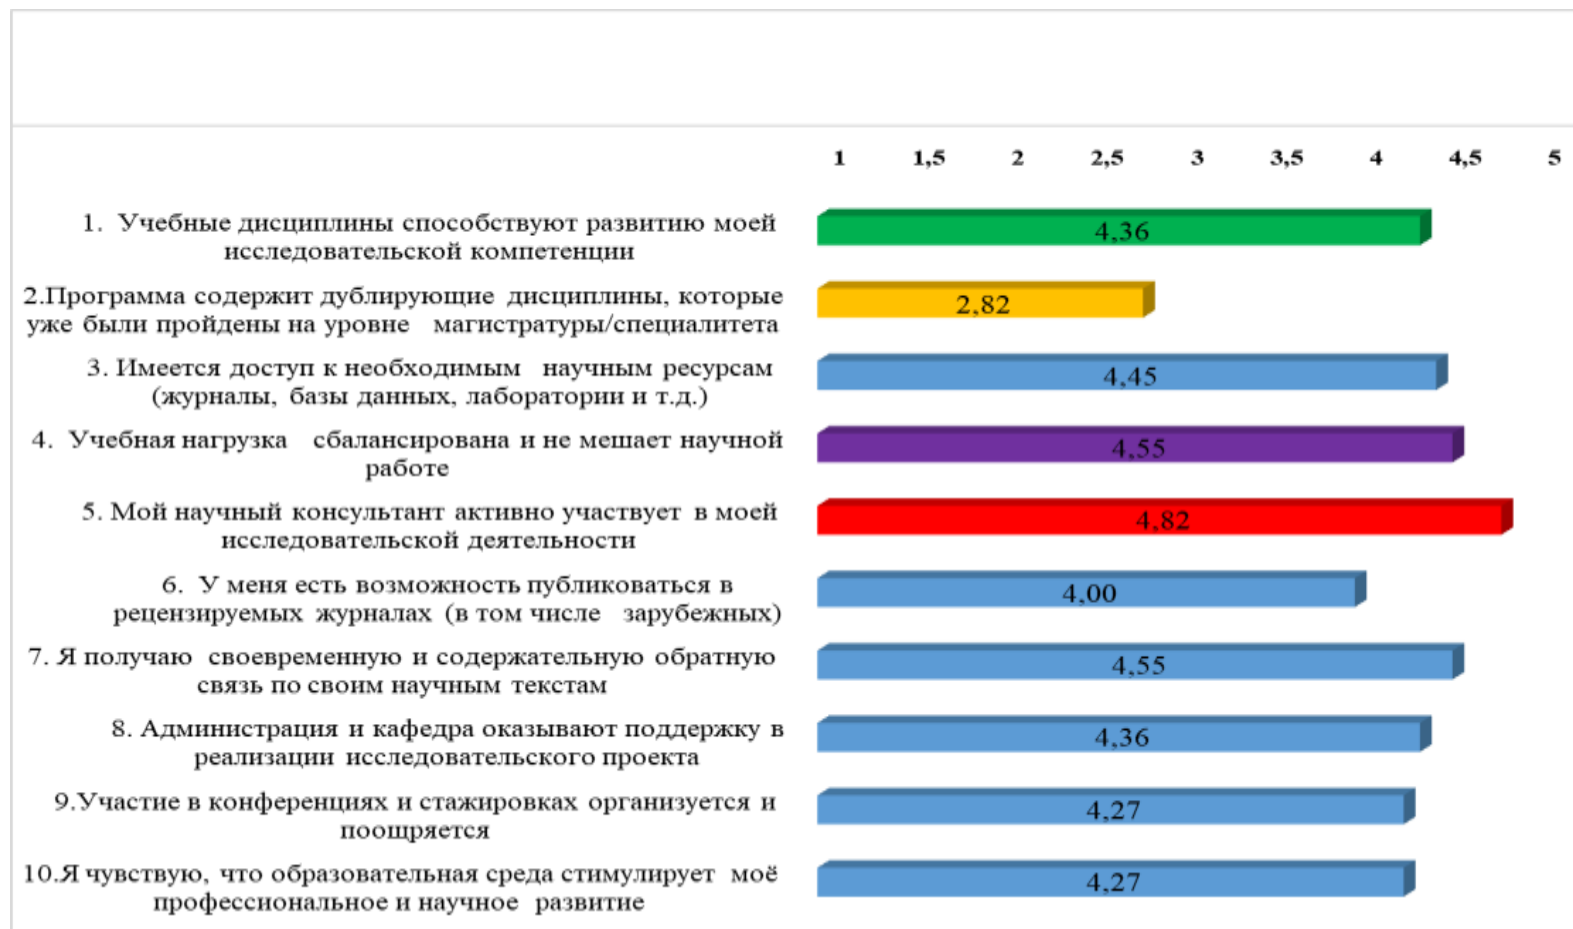 1 1,5 2 2,5 3 3,5 4 4,5 5
1. Учебные дисциплины способствуют развитию моей
исследовательской компетенции
4,36
2.Программа содержит дублирующие дисциплины, которые
уже были пройдены на уровне магистратуры/специалитета
2,82
3. Имеется доступ к необходимым научным ресурсам
(журналы, базы данных, лаборатории и т.д.)
4,45
4. Учебная нагрузка сбалансирована и не мешает научной
работе
4,55
5. Мой научный консультант активно участвует в моей
исследовательской деятельности
4,82
6. У меня есть возможность публиковаться в
рецензируемых журналах (в том числе зарубежных)
4,00
7. Я получаю своевременную и содержательную обратную
связь по своим научным текстам
4,55
8. Администрация и кафедра оказывают поддержку в
реализации исследовательского проекта
4,36
9.Участие в конференциях и стажировках организуется и
поощряется
4,27
10.Я чувствую, что образовательная среда стимулирует моё
профессиональное и научное развитие
4,27